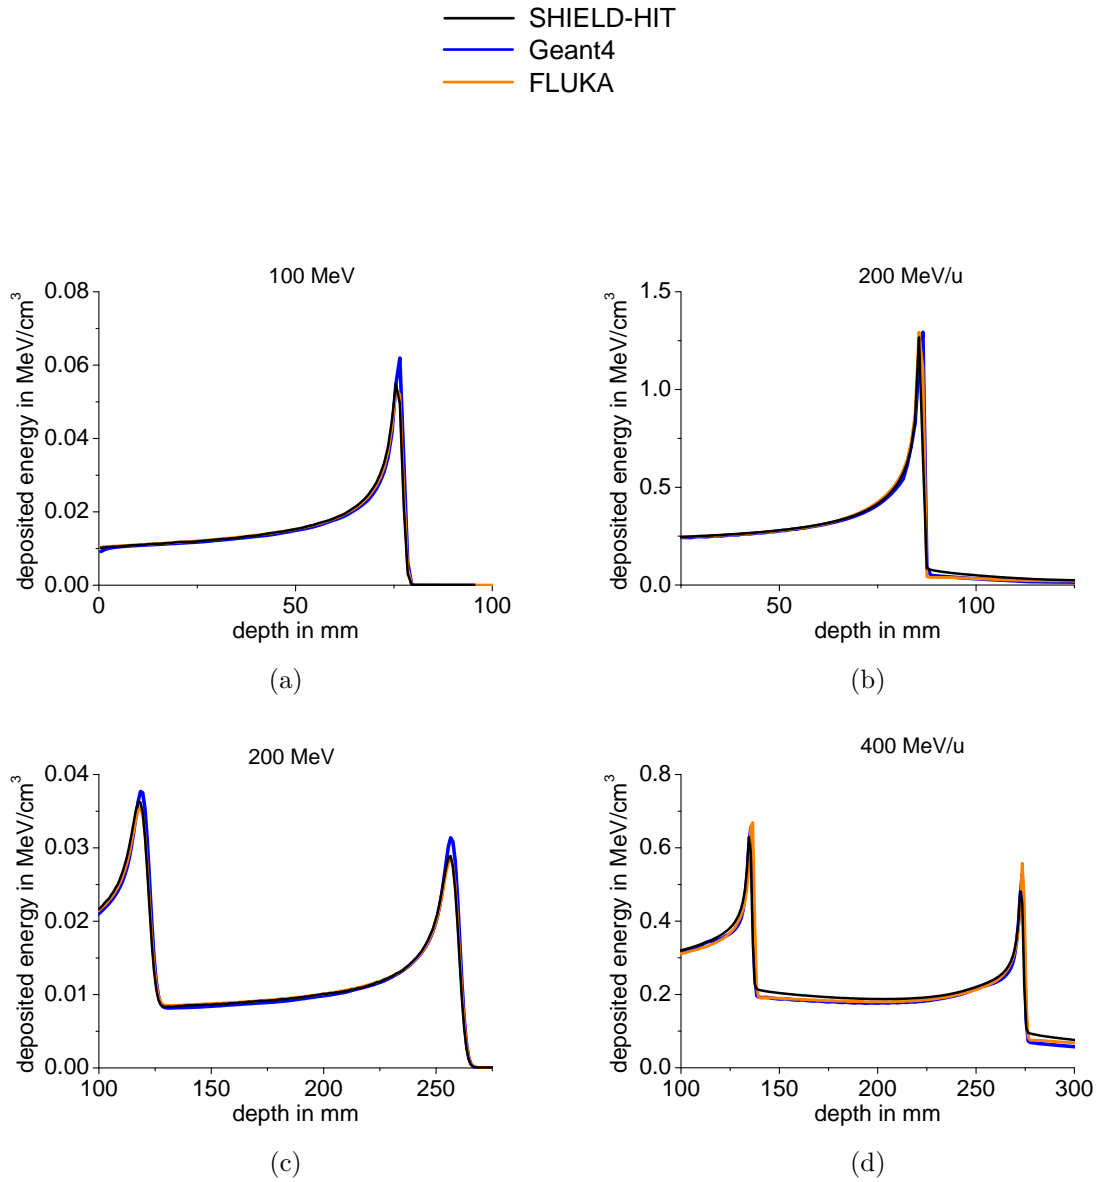 SHIELD-HIT
Geant4
FLUKA
100 MeV
deposited energy in MeV/cm³
0.08
0.06
0.04
0.02
0.00
0
50
100
depth in mm
(a)
200 MeV/u
deposited energy in MeV/cm³
1.5
1.0
0.5
0.0
50
100
depth in mm
(b)
200 MeV
deposited energy in MeV/cm³
0.04
0.03
0.02
0.01
0.00
100
150
200
250
depth in mm
(c)
400 MeV/u
deposited energy in MeV/cm³
0.8
0.6
0.4
0.2
0.0
100
150
200
250
300
depth in mm
(d)